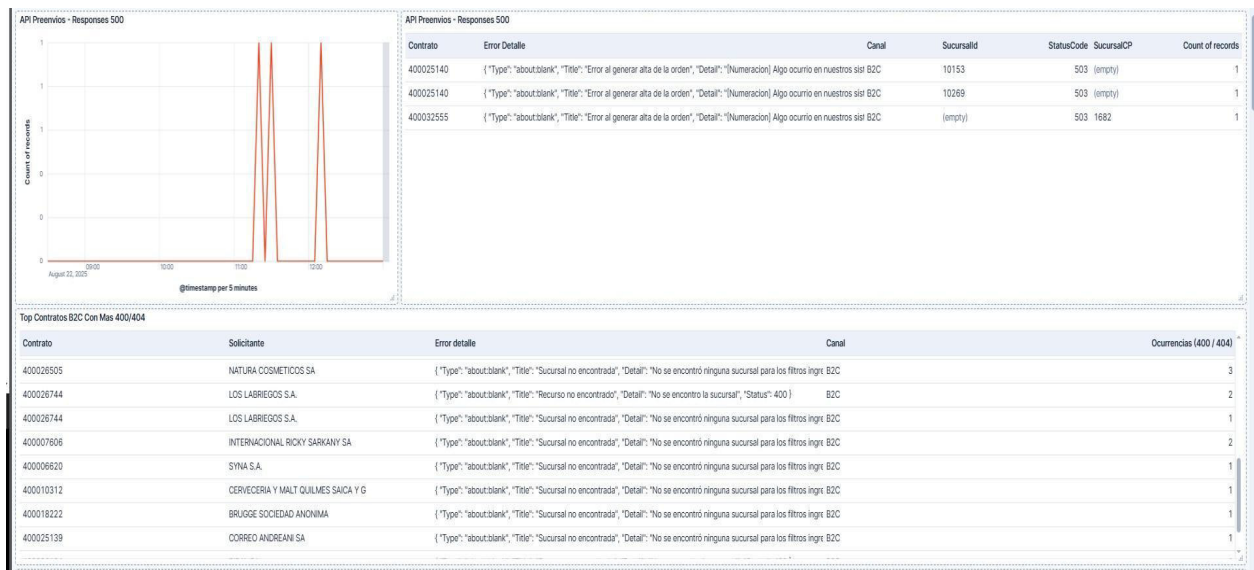 API Preenvios - Responses 500
1
1
1
0
0
0
Count of records
09:00
10:00
11:00
12:00
August 22, 2025
@timestamp per 5 minutes
API Preenvios - Responses 500
Contrato Error Detalle Canal SucursalId StatusCode SucursalCP Count of records
400025140 { "Type": "about:blank", "Title": "Error al generar alta de la orden", "Detail": "[Numeracion] Algo ocurrio en nuestros sist B2C 10153 503 (empty) 1
400025140 { "Type": "about:blank", "Title": "Error al generar alta de la orden", "Detail": "[Numeracion] Algo ocurrio en nuestros sist B2C 10269 503 (empty) 1
400032555 { "Type": "about:blank", "Title": "Error al generar alta de la orden", "Detail": "[Numeracion] Algo ocurrio en nuestros sist B2C (empty) 503 1682 1
Top Contratos B2C Con Mas 400/404
Contrato Solicitante Error detalle Canal Ocurrencias (400 / 404)
400026505 NATURA COSMETICOS SA { "Type": "about:blank", "Title": "Sucursal no encontrada", "Detail": "No se encontró ninguna sucursal para los filtros ingre B2C 3
400026744 LOS LABRIEGOS S.A. { "Type": "about:blank", "Title": "Recurso no encontrado", "Detail": "No se encontro la sucursal", "Status": 400 } B2C 2
400026744 LOS LABRIEGOS S.A. { "Type": "about:blank", "Title": "Sucursal no encontrada", "Detail": "No se encontró ninguna sucursal para los filtros ingre B2C 1
400007606 INTERNACIONAL RICKY SARKANY SA { "Type": "about:blank", "Title": "Sucursal no encontrada", "Detail": "No se encontró ninguna sucursal para los filtros ingre B2C 2
400006620 SYNA S.A. { "Type": "about:blank", "Title": "Sucursal no encontrada", "Detail": "No se encontró ninguna sucursal para los filtros ingre B2C 1
400010312 CERVECERIA Y MALT QUILMES SAICA Y G { "Type": "about:blank", "Title": "Sucursal no encontrada", "Detail": "No se encontró ninguna sucursal para los filtros ingre B2C 1
400018222 BRUGGE SOCIEDAD ANONIMA { "Type": "about:blank", "Title": "Sucursal no encontrada", "Detail": "No se encontró ninguna sucursal para los filtros ingre B2C 1
400025139 CORREO ANDREANI SA { "Type": "about:blank", "Title": "Sucursal no encontrada", "Detail": "No se encontró ninguna sucursal para los filtros ingre B2C 1